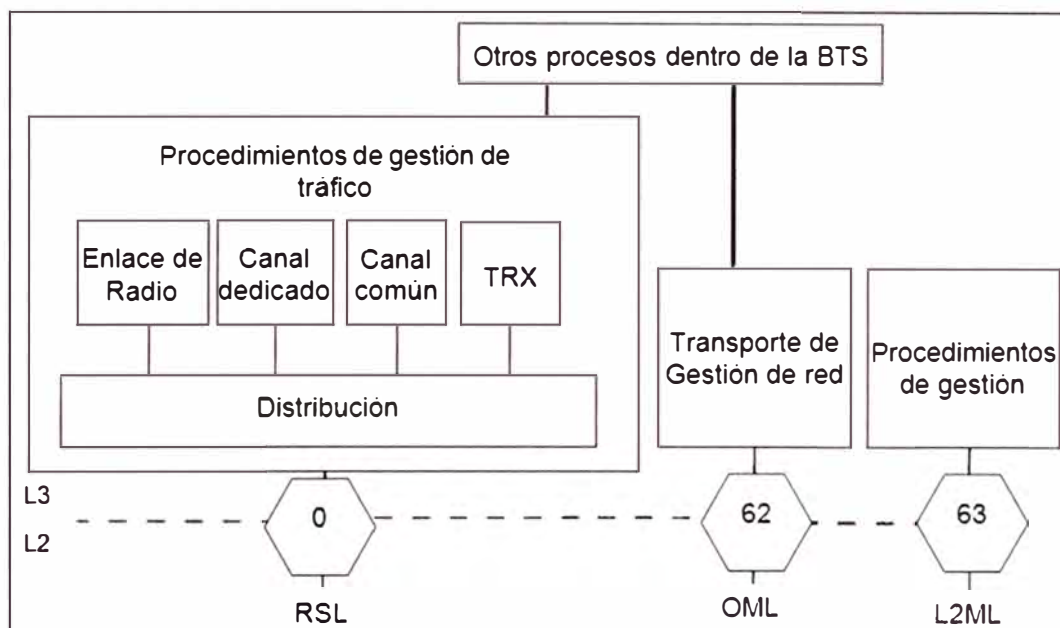 Otros procesos dentro de la BTS
Procedimientos de gestión de
tráfico
Enlace de
Radio
Canal
dedicado
Canal
común
TRX
Distribución
Transporte de
Gestión de red
Procedimientos
de gestión
L3
L2
0
62
63
RSL
OML
L2ML